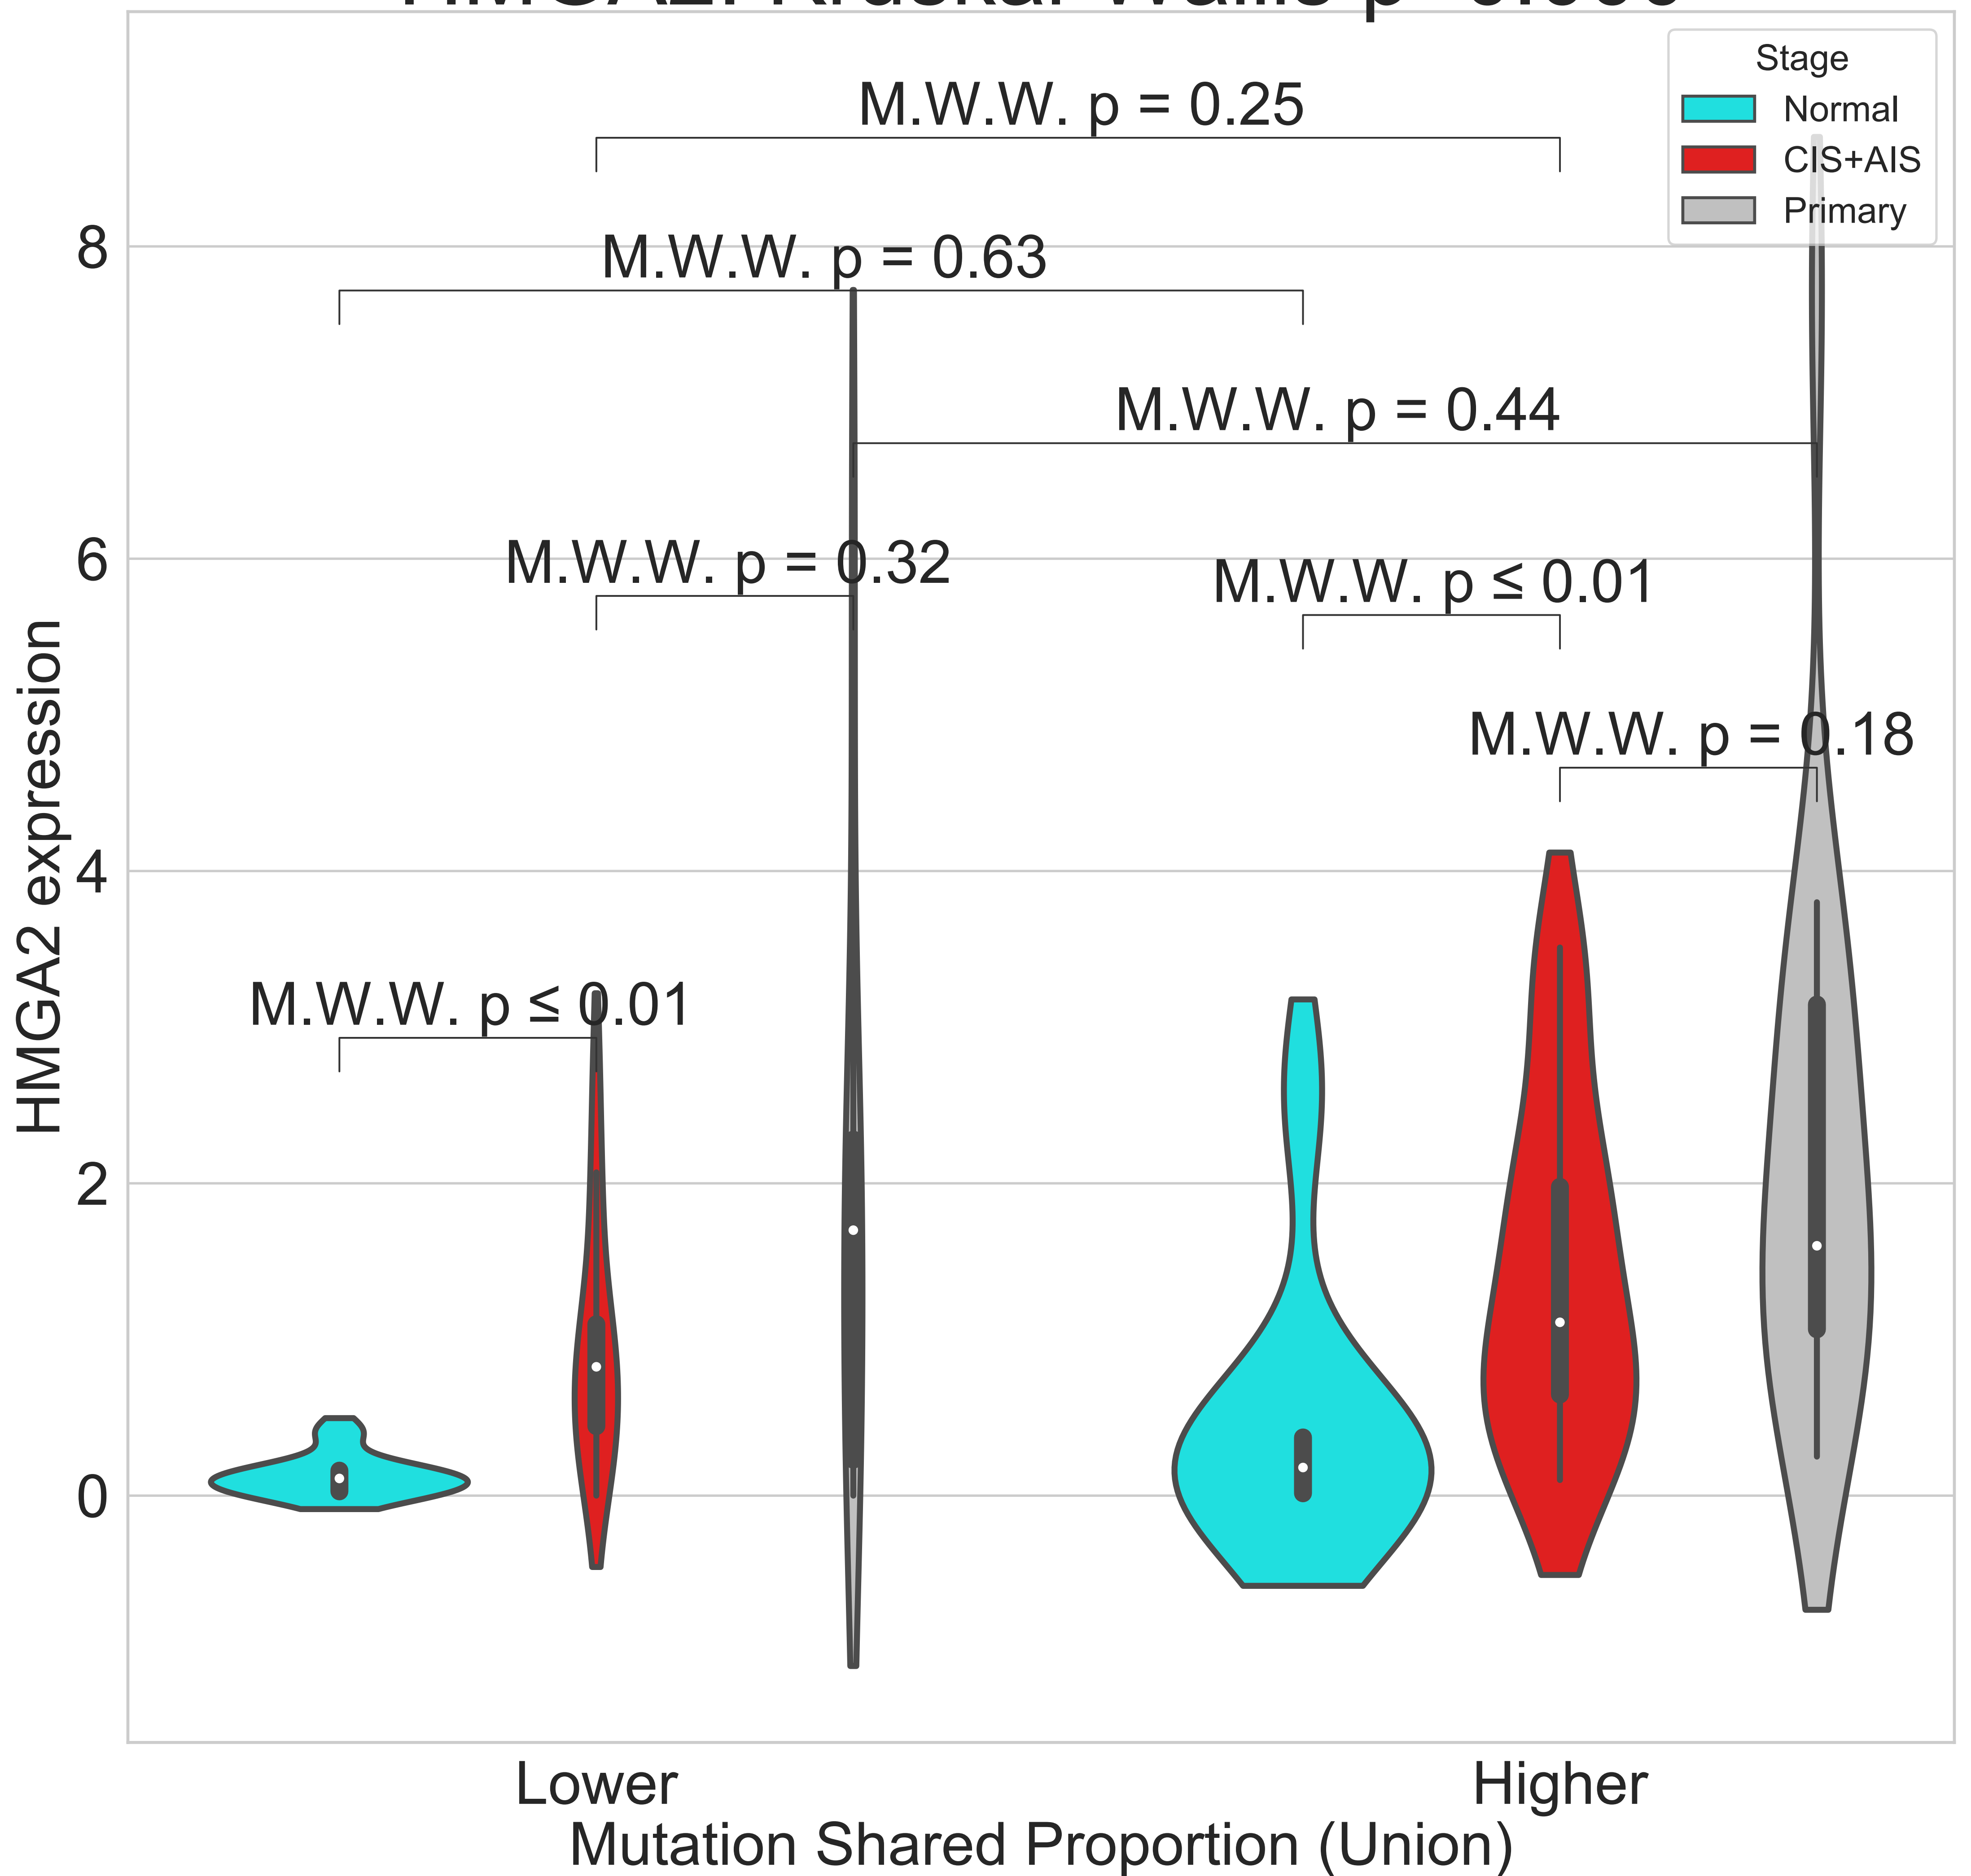 M.W.W. p = 0.25
Stage
Normal
CIS+AIS
Primary
8
M.W.W. p = 0.63
M.W.W. p = 0.44
6
M.W.W. p = 0.32
M.W.W. p ≤ 0.01
M.W.W. p = 0.18
4
M.W.W. p ≤ 0.01
2
0
HMGA2 expression
Lower
Higher
Mutation Shared Proportion (Union)